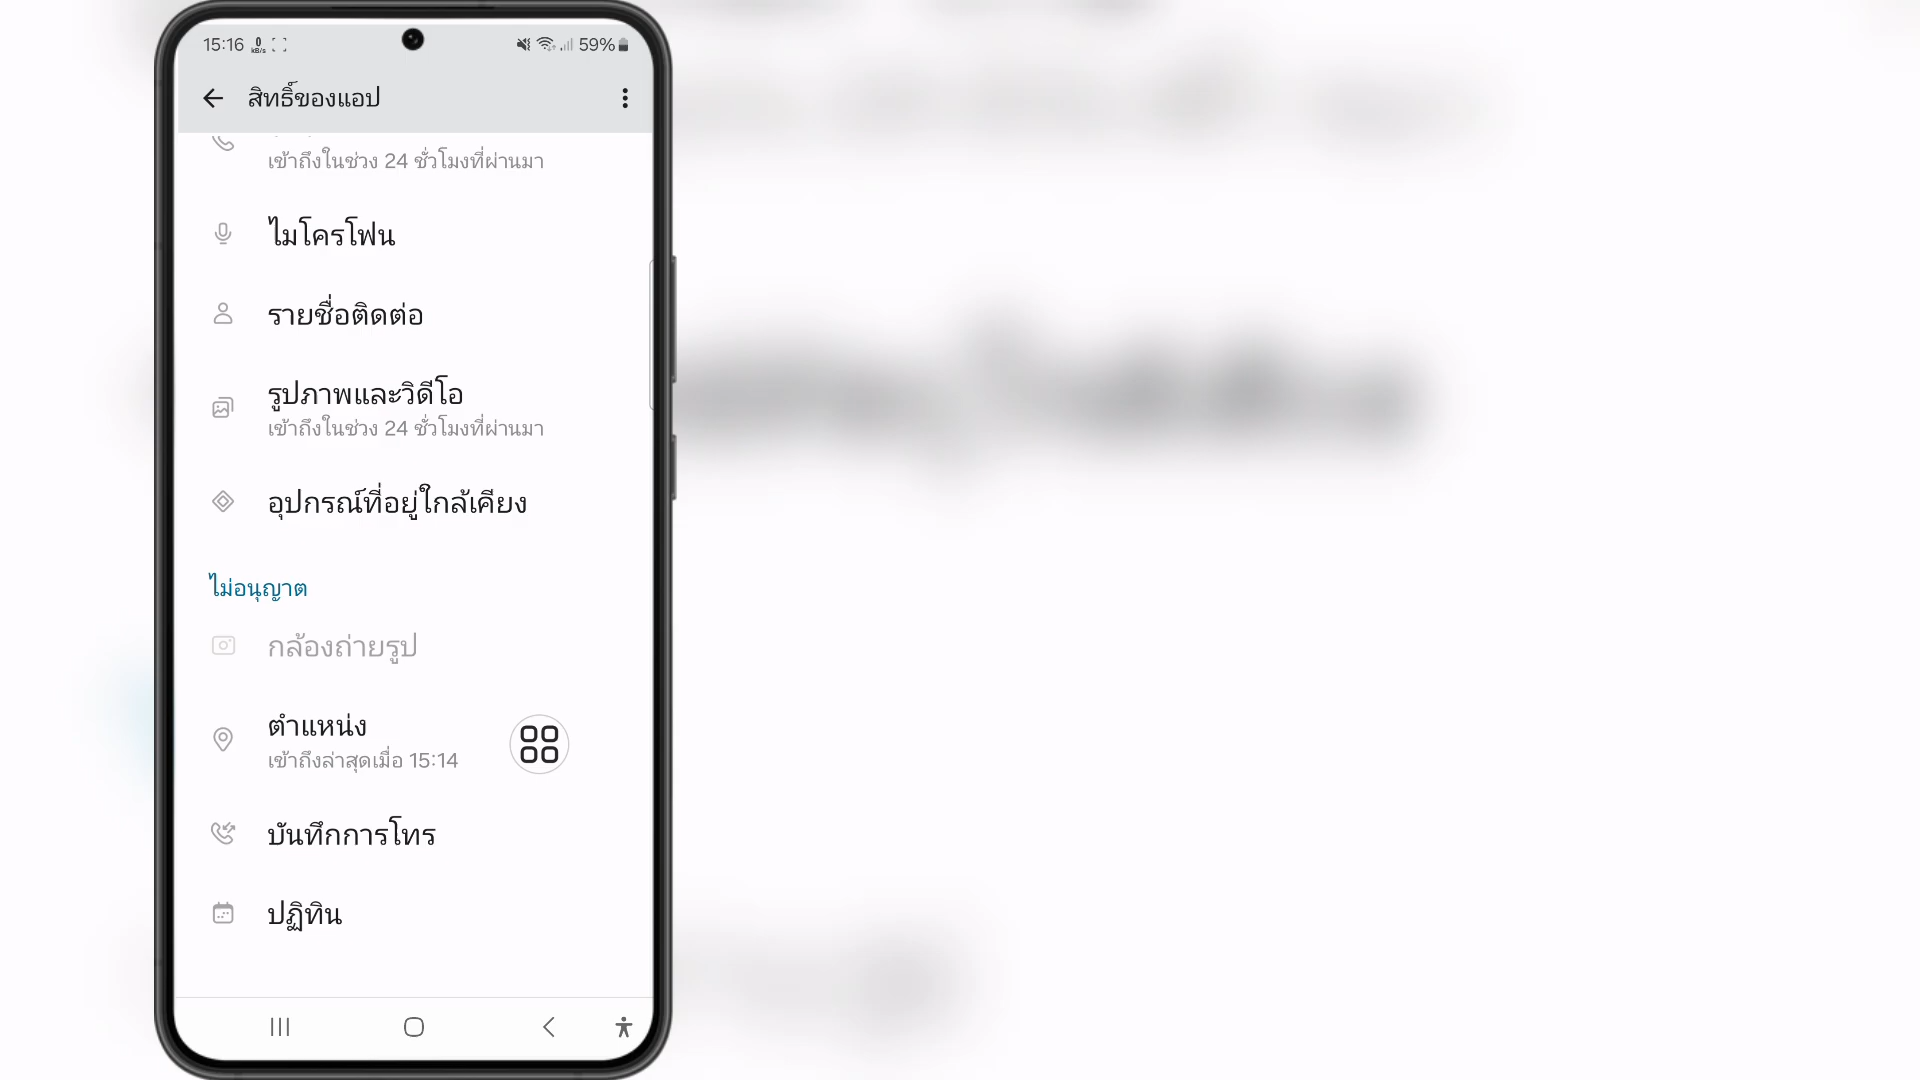 15:16 0 kB/s 59%
สิทธิ์ของแอป
เข้าถึงในช่วง 24 ชั่วโมงที่ผ่านมา
ไมโครโฟน
รายชื่อติดต่อ
รูปภาพและวิดีโอ
เข้าถึงในช่วง 24 ชั่วโมงที่ผ่านมา
อุปกรณ์ที่อยู่ใกล้เคียง
ไม่อนุญาต
กล้องถ่ายรูป
ตำแหน่ง
เข้าถึงล่าสุดเมื่อ 15:14
บันทึกการโทร
ปฏิทิน